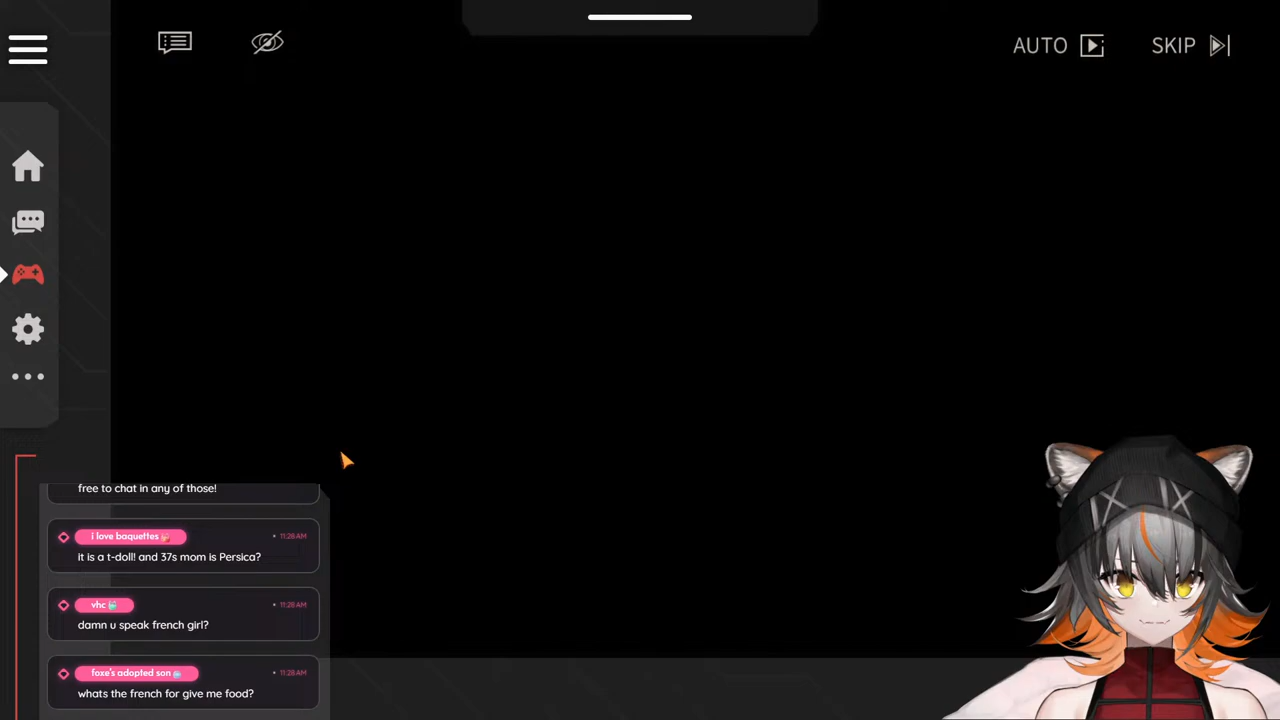 AUTO
SKIP
free to chat in any of those!
i love baquettes
11:28 AM
it is a t-doll! and 37s mom is Persica?
vhc
11:28 AM
damn u speak french girl?
foxe's adopted son
11:28 AM
whats the french for give me food?